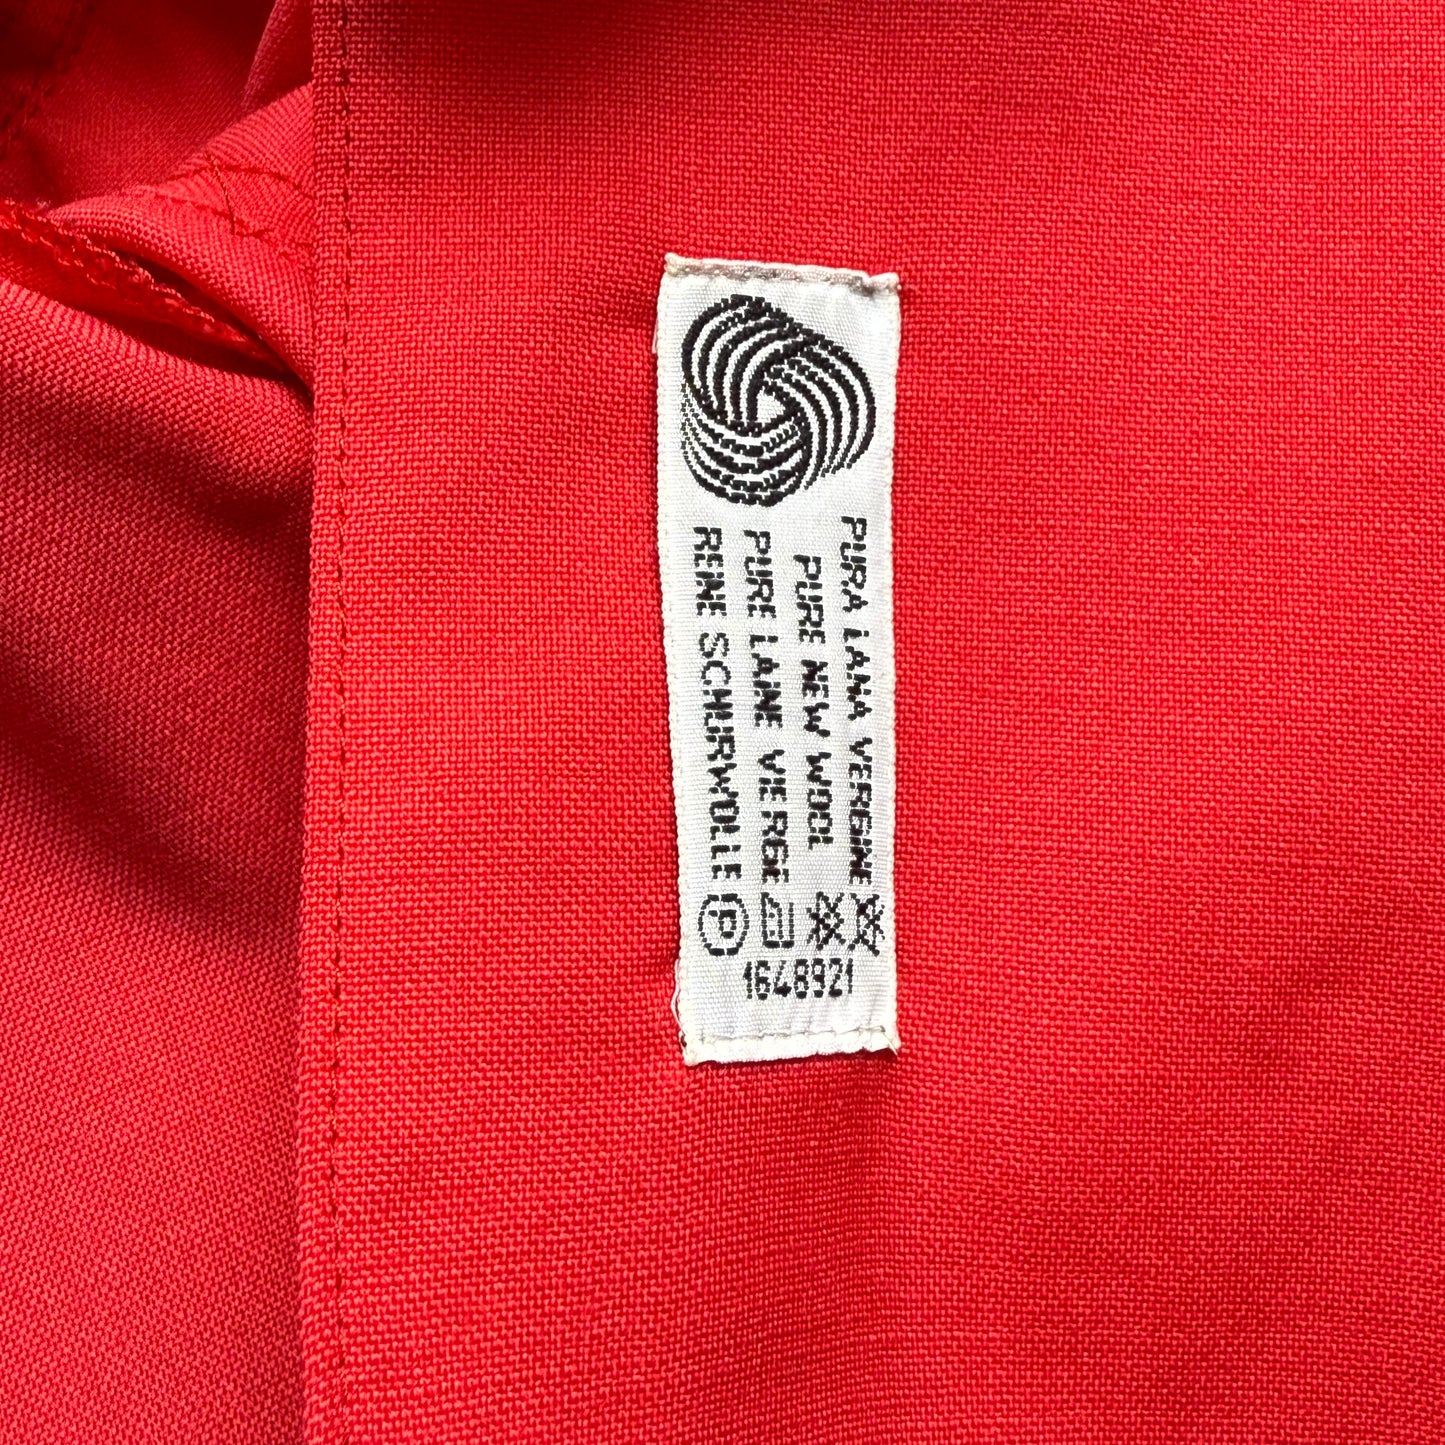 PURA LANA VERGINE
PURE NEW WOOL
PURE LAINE VIERGE
REINE SCHURWOLLE
P
1648921